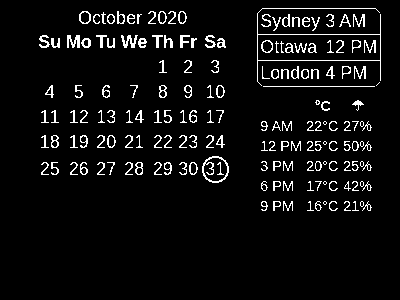 October 2020
Su Mo Tu We Th Fr Sa
1 2 3
4 5 6 7 8 9 10
11 12 13 14 15 16 17
18 19 20 21 22 23 24
25 26 27 28 29 30 31
Sydney 3 AM
Ottawa 12 PM
London 4 PM
°C
9 AM 22°C 27%
12 PM 25°C 50%
3 PM 20°C 25%
6 PM 17°C 42%
9 PM 16°C 21%